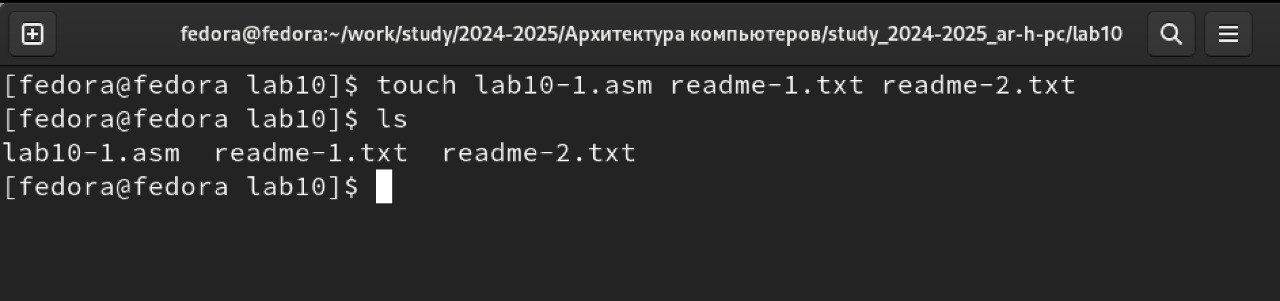 fedora@fedora:~/work/study/2024-2025/Архитектура компьютеров/study_2024-2025_ar-h-pc/lab10
[fedora@fedora lab10]$ touch lab10-1.asm readme-1.txt readme-2.txt
[fedora@fedora lab10]$ ls
lab10-1.asm  readme-1.txt  readme-2.txt
[fedora@fedora lab10]$